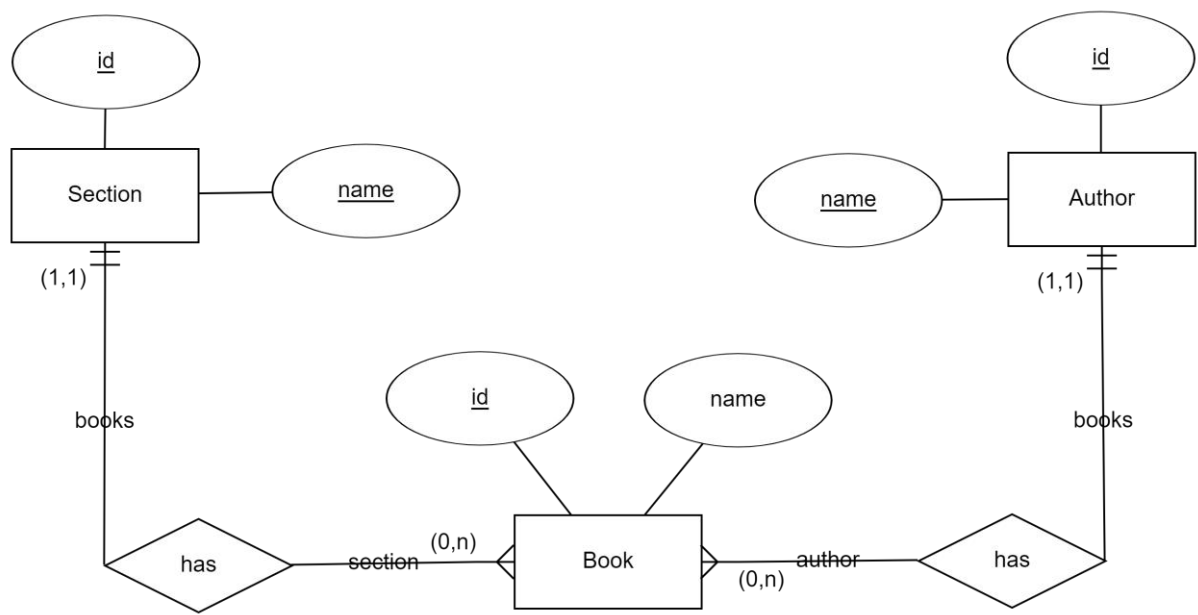 id
id
Section
name
name
Author
(1,1)
(1,1)
books
id
name
books
has
section
(0,n)
Book
(0,n)
author
has